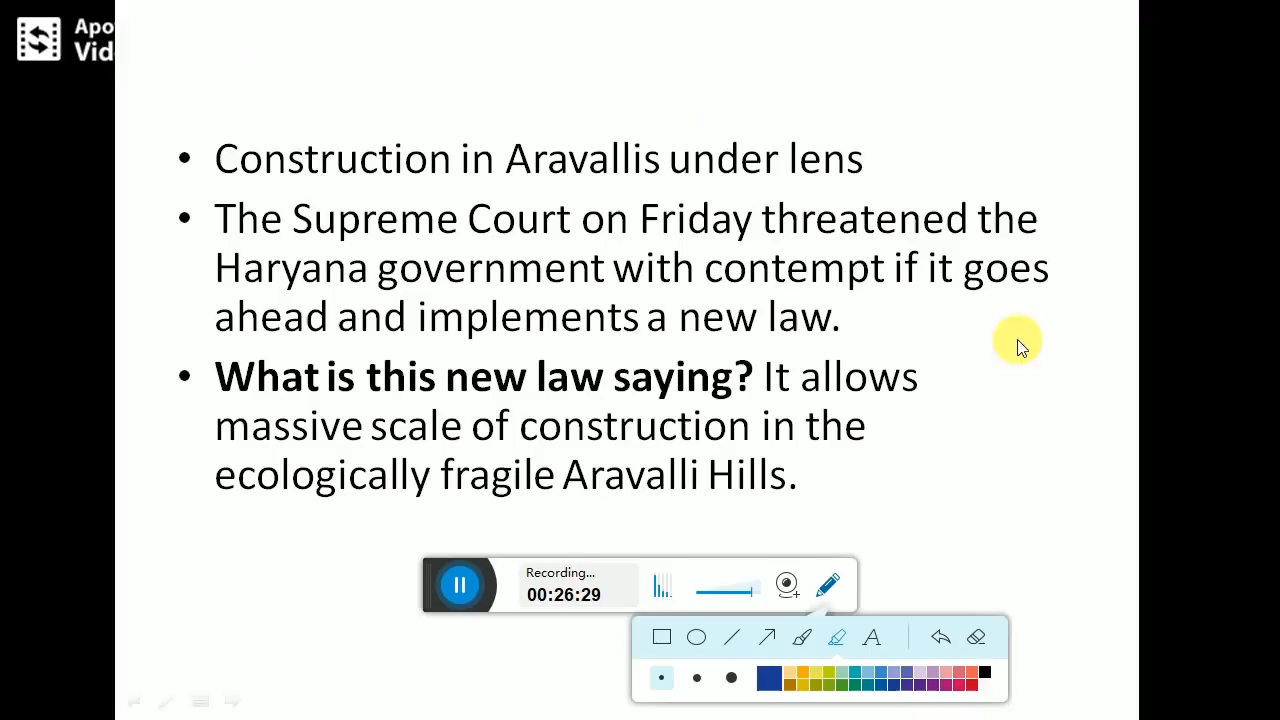 Apo
Vid
• Construction in Aravallis under lens
• The Supreme Court on Friday threatened the
Haryana government with contempt if it goes
ahead and implements a new law.
• What is this new law saying? It allows
massive scale of construction in the
ecologically fragile Aravalli Hills.
Recording...
00:26:29
A